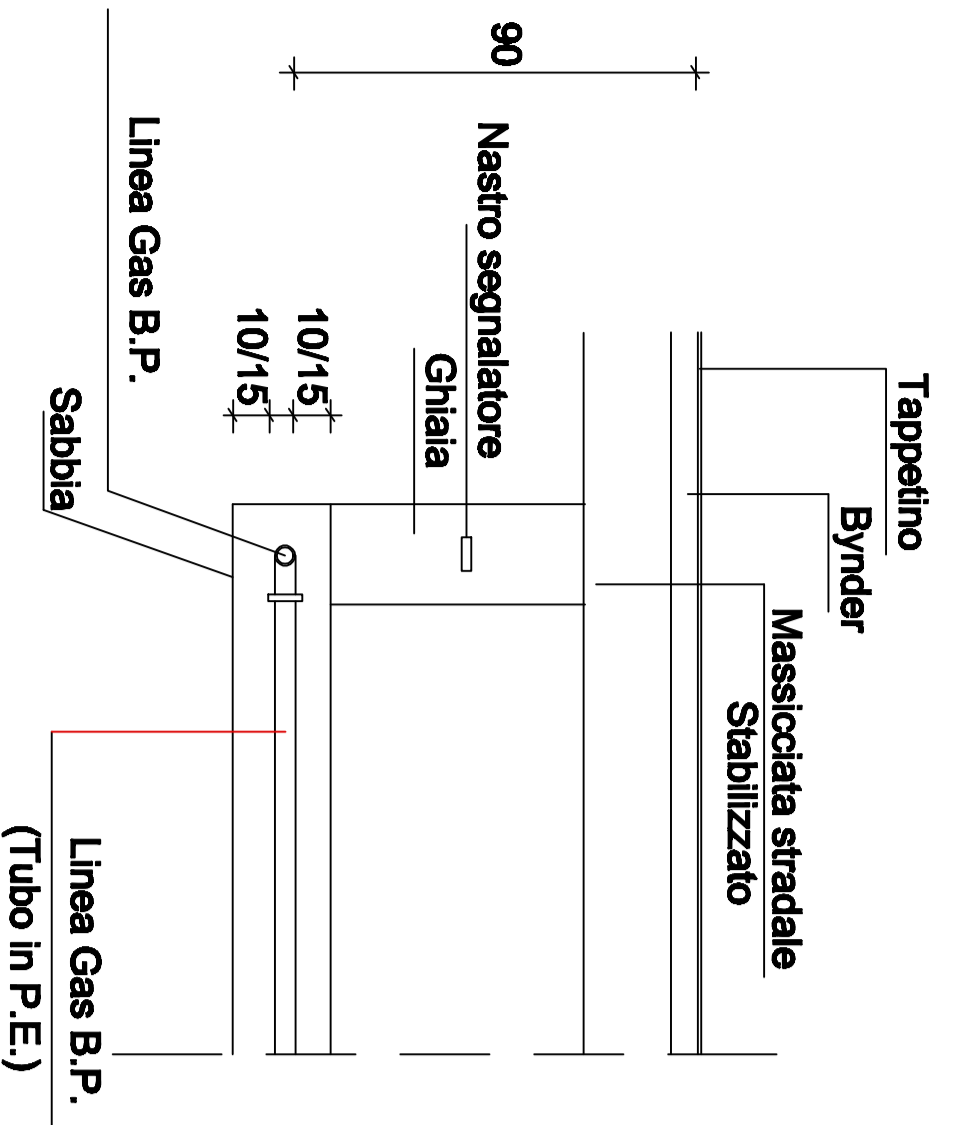 Tappetino
Bynder
Massicciata stradale
Stabilizzato
90
Nastro segnalatore
Ghiaia
10/15
10/15
Linea Gas B.P.
Sabbia
Linea Gas B.P.
(Tubo in P.E.)